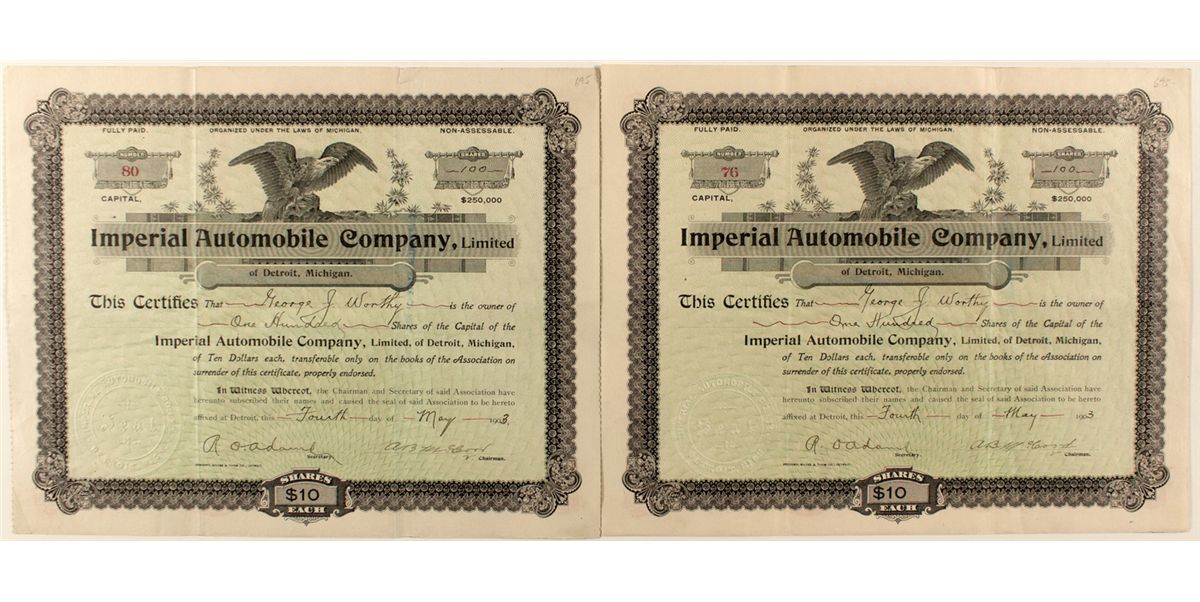 695
FULLY PAID. ORGANIZED UNDER THE LAWS OF MICHIGAN. NON-ASSESSABLE.
NUMBER SHARES
80 100
CAPITAL, $250,000
Imperial Automobile Company, Limited
of Detroit, Michigan.
This Certifies That George J. Worthy is the owner of
One Hundred Shares of the Capital of the
Imperial Automobile Company, Limited, of Detroit, Michigan,
of Ten Dollars each, transferable only on the books of the Association on
surrender of this certificate, properly endorsed.
In Witness Whereof, the Chairman and Secretary of said Association have
hereunto subscribed their names and caused the seal of said Association to be hereto
affixed at Detroit, this Fourth day of May 1903.
Secretary. Chairman.
SHARES
$10
EACH
695
FULLY PAID. ORGANIZED UNDER THE LAWS OF MICHIGAN. NON-ASSESSABLE.
NUMBER SHARES
76 100
CAPITAL, $250,000
Imperial Automobile Company, Limited
of Detroit, Michigan.
This Certifies That George J. Worthy is the owner of
One Hundred Shares of the Capital of the
Imperial Automobile Company, Limited, of Detroit, Michigan,
of Ten Dollars each, transferable only on the books of the Association on
surrender of this certificate, properly endorsed.
In Witness Whereof, the Chairman and Secretary of said Association have
hereunto subscribed their names and caused the seal of said Association to be hereto
affixed at Detroit, this Fourth day of May 1903
Secretary. Chairman.
SHARES
$10
EACH